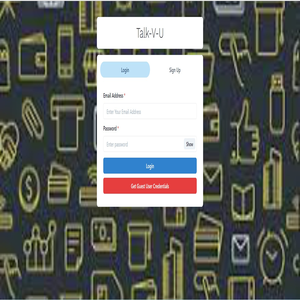 Talk-V-U
Login
Sign Up
Email Address *
Enter Your Email Address
Password *
Enter password
Show
Login
Get Guest User Credentials